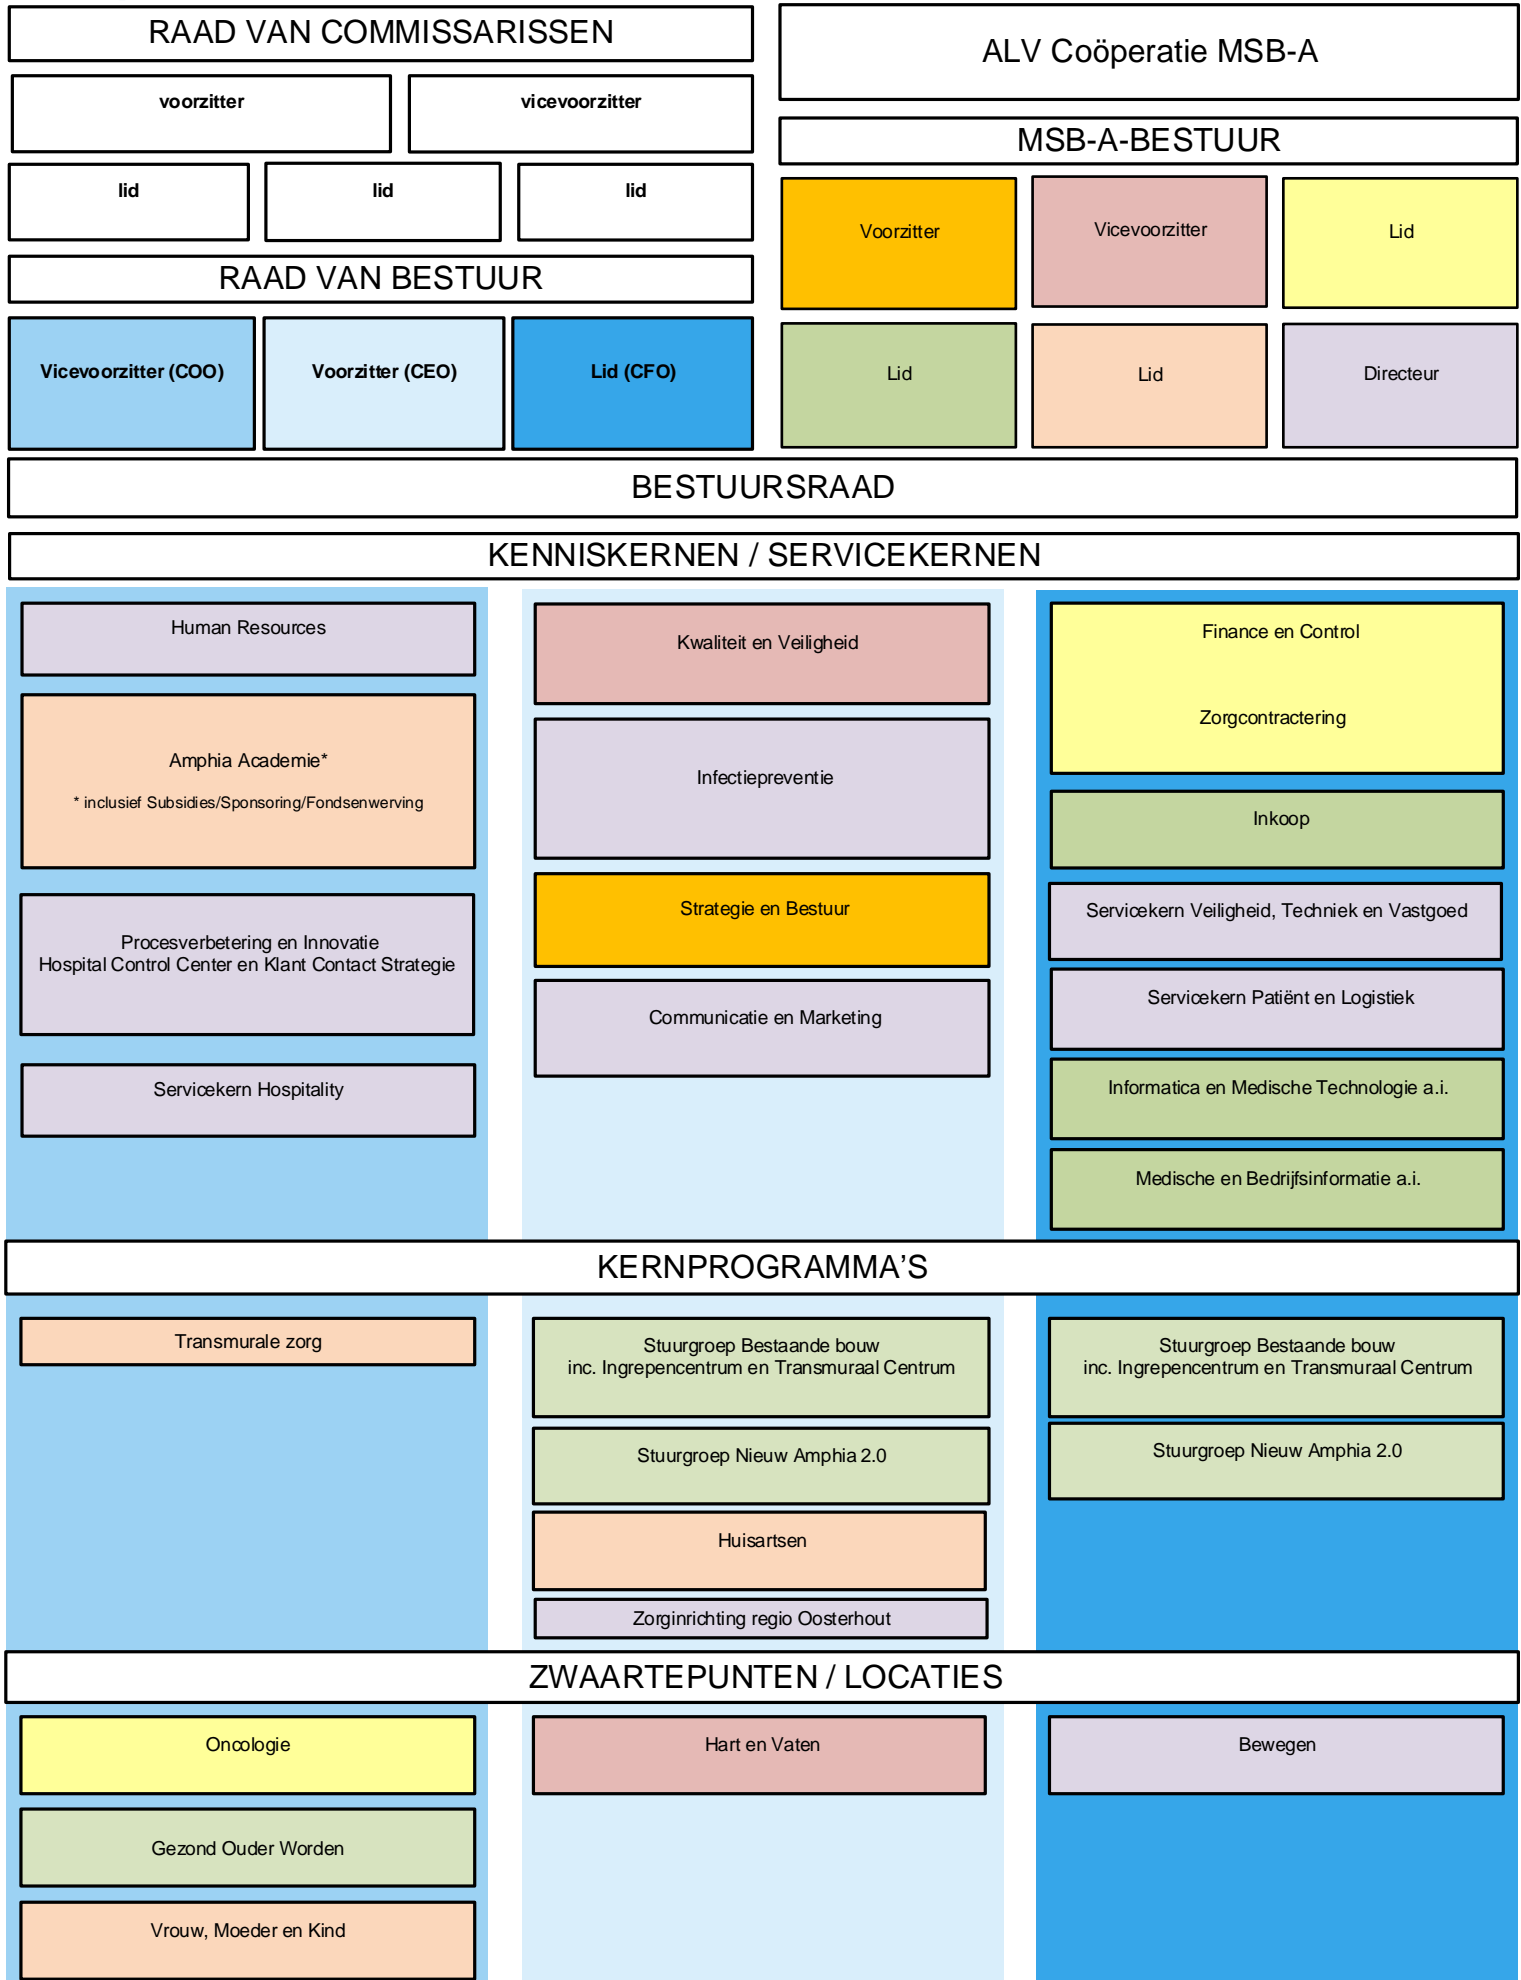 RAAD VAN COMMISSARISSEN
voorzitter
vicevoorzitter
lid
lid
lid
RAAD VAN BESTUUR
Vicevoorzitter (COO)
Voorzitter (CEO)
Lid (CFO)
ALV Coöperatie MSB-A
MSB-A-BESTUUR
Voorzitter
Vicevoorzitter
Lid
Lid
Lid
Directeur
BESTUURSRAAD
KENNISKERNEN / SERVICEKERNEN
Human Resources
Amphia Academie*
* inclusief Subsidies/Sponsoring/Fondsenwerving
Procesverbetering en Innovatie
Hospital Control Center en Klant Contact Strategie
Servicekern Hospitality
Kwaliteit en Veiligheid
Infectiepreventie
Strategie en Bestuur
Communicatie en Marketing
Finance en Control
Zorgcontractering
Inkoop
Servicekern Veiligheid, Techniek en Vastgoed
Servicekern Patiënt en Logistiek
Informatica en Medische Technologie a.i.
Medische en Bedrijfsinformatie a.i.
KERNPROGRAMMA'S
Transmurale zorg
Stuurgroep Bestaande bouw
inc. Ingrepencentrum en Transmuraal Centrum
Stuurgroep Nieuw Amphia 2.0
Huisartsen
Zorginrichting regio Oosterhout
Stuurgroep Bestaande bouw
inc. Ingrepencentrum en Transmuraal Centrum
Stuurgroep Nieuw Amphia 2.0
ZWAARTEPUNTEN / LOCATIES
Oncologie
Gezond Ouder Worden
Vrouw, Moeder en Kind
Hart en Vaten
Bewegen